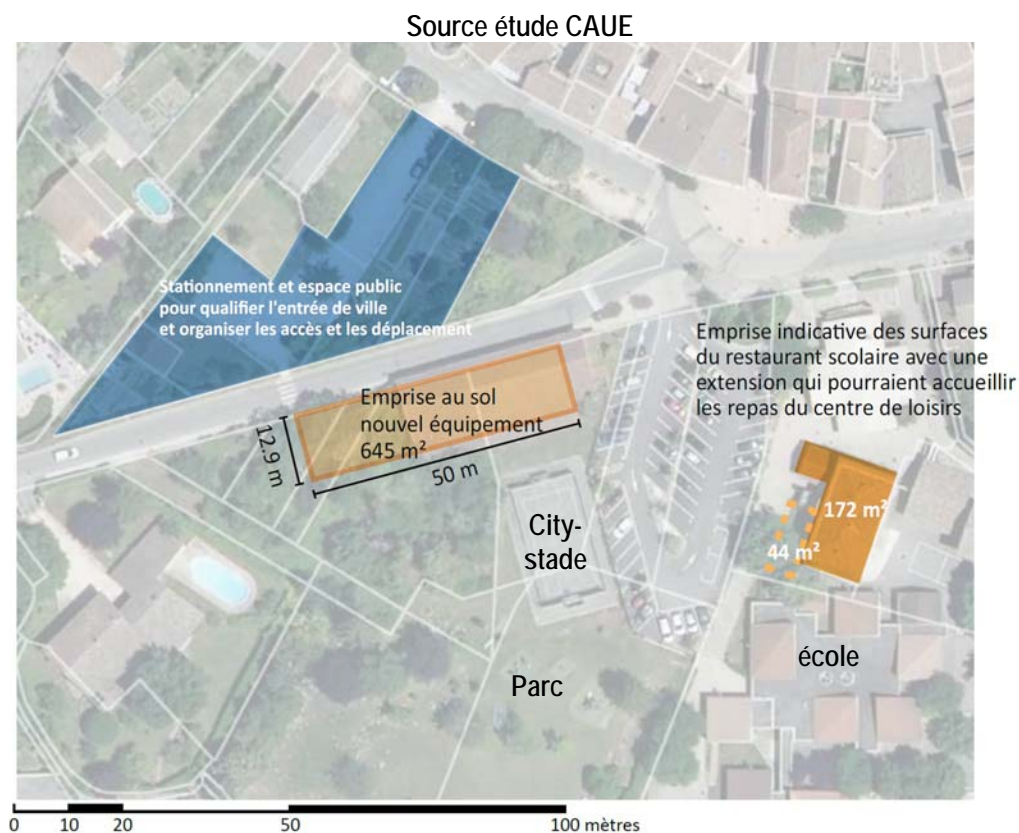 Source étude CAUE
Stationnement et espace public
pour qualifier l'entrée de ville
et organiser les accès et les déplacement
Emprise indicative des surfaces
du restaurant scolaire avec une
extension qui pourraient accueillir
les repas du centre de loisirs
Emprise au sol
nouvel équipement
645 m²
12.9 m
50 m
City-
stade
172 m²
44 m²
école
Parc
0 10 20 50 100 mètres